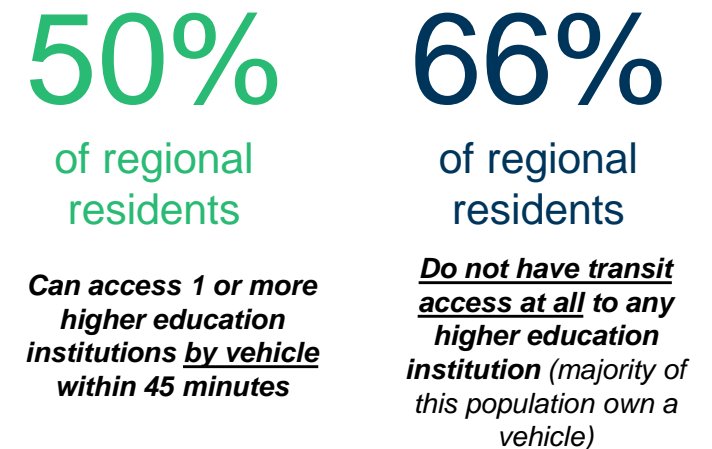 50%
of regional
residents
Can access 1 or more
higher education
institutions by vehicle
within 45 minutes
66%
of regional
residents
Do not have transit
access at all to any
higher education
institution (majority of
this population own a
vehicle)